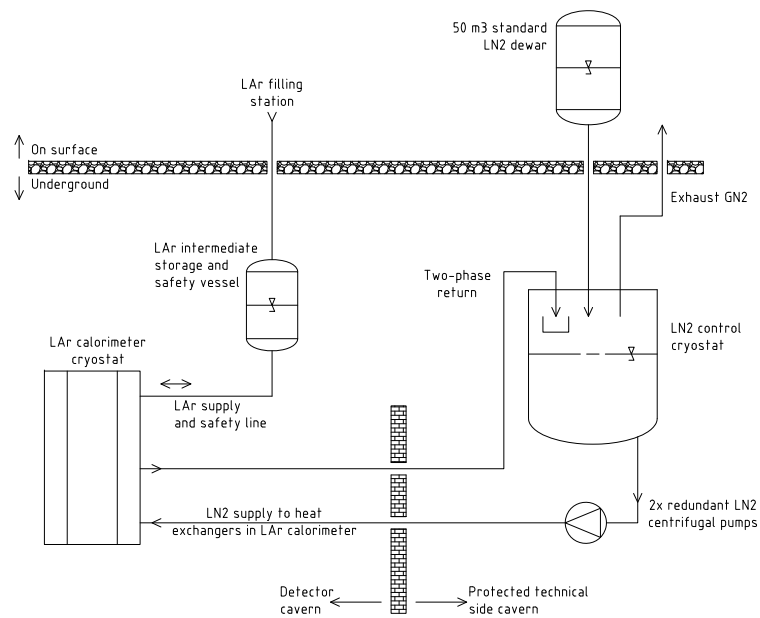 50 m3 standard
LN2 dewar
LAr filling
station
On surface
Underground
Exhaust GN2
LAr intermediate
storage and
safety vessel
Two-phase
return
LN2 control
cryostat
LAr calorimeter
cryostat
LAr supply
and safety line
LN2 supply to heat
exchangers in LAr calorimeter
2x redundant LN2
centrifugal pumps
Detector
cavern
Protected technical
side cavern